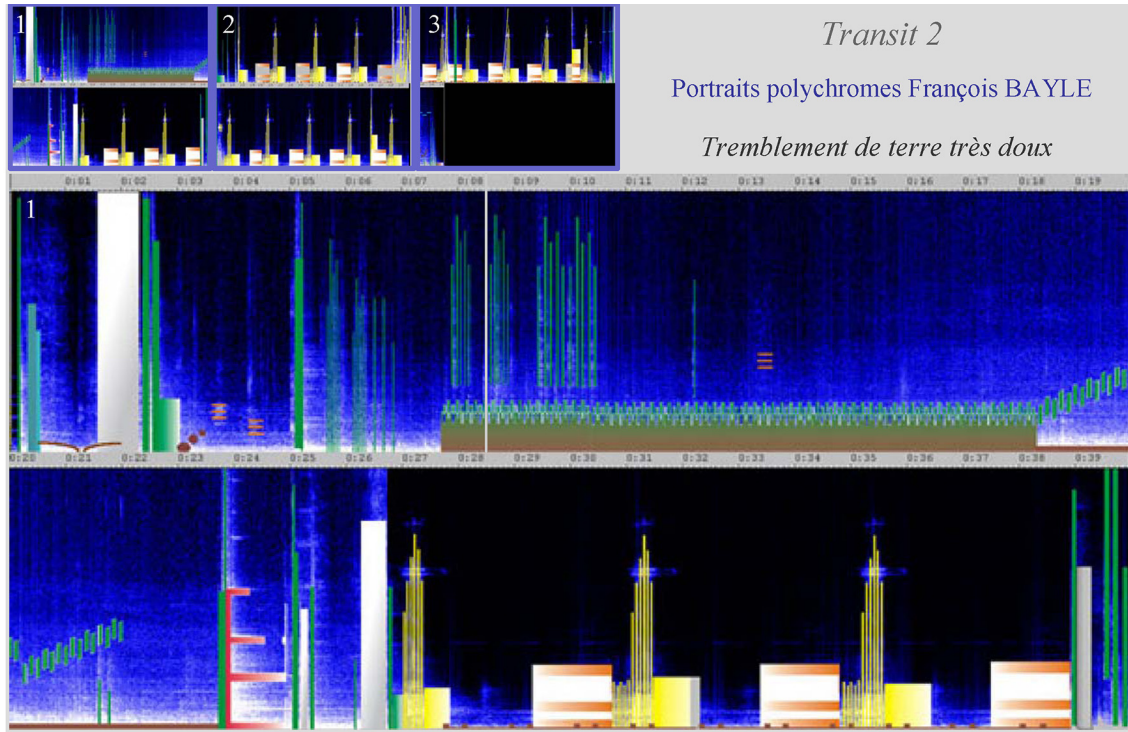 1
2
3
Transit 2
Portraits polychromes François BAYLE
Tremblement de terre très doux
0:01 0:02 0:03 0:04 0:05 0:06 0:07 0:08 0:09 0:10 0:11 0:12 0:13 0:14 0:15 0:16 0:17 0:18 0:19
1
0:20 0:21 0:22 0:23 0:24 0:25 0:26 0:27 0:28 0:29 0:30 0:31 0:32 0:33 0:34 0:35 0:36 0:37 0:38 0:39